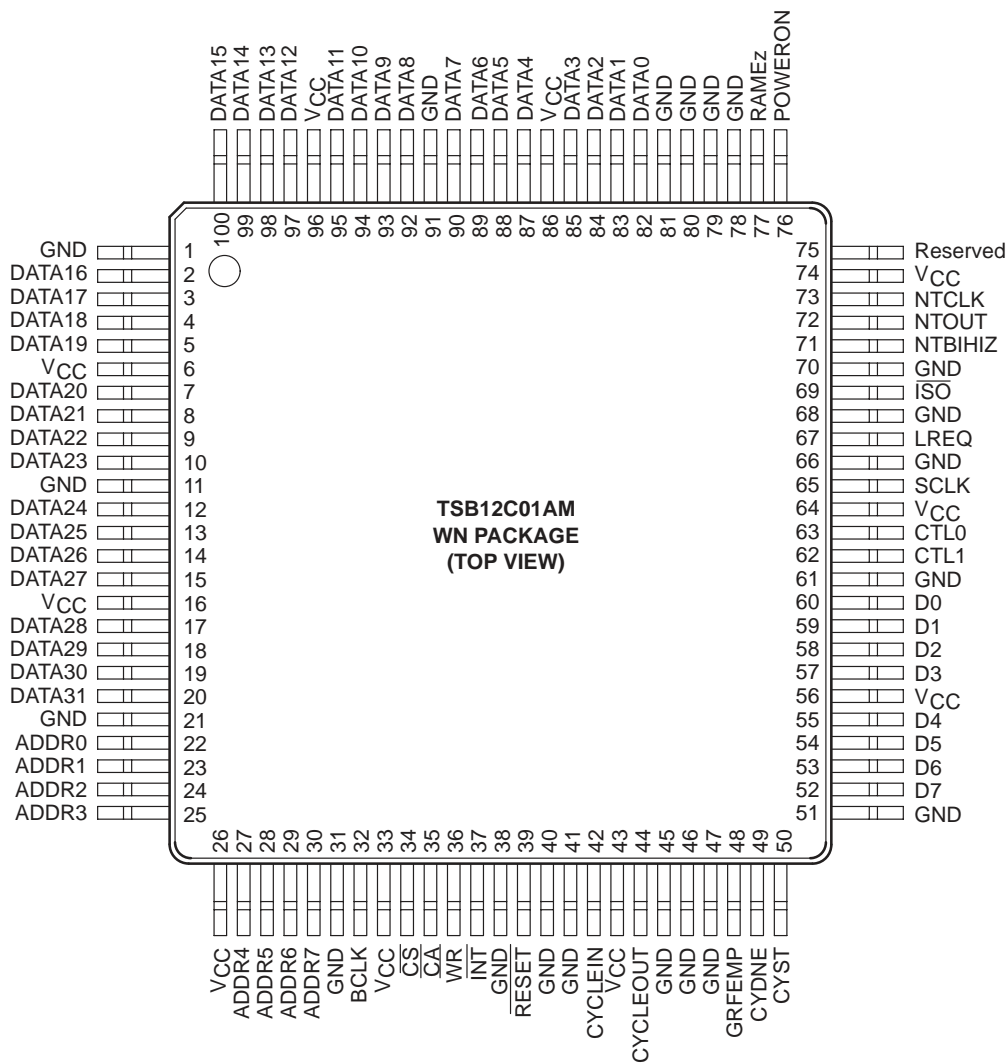 DATA15
DATA14
DATA13
DATA12
VCC
DATA11
DATA10
DATA9
DATA8
GND
DATA7
DATA6
DATA5
DATA4
VCC
DATA3
DATA2
DATA1
DATA0
GND
GND
GND
GND
RAMEz
POWERON
100
99
98
97
96
95
94
93
92
91
90
89
88
87
86
85
84
83
82
81
80
79
78
77
76
GND 1
DATA16 2
DATA17 3
DATA18 4
DATA19 5
VCC 6
DATA20 7
DATA21 8
DATA22 9
DATA23 10
GND 11
DATA24 12
DATA25 13
DATA26 14
DATA27 15
VCC 16
DATA28 17
DATA29 18
DATA30 19
DATA31 20
GND 21
ADDR0 22
ADDR1 23
ADDR2 24
ADDR3 25
TSB12C01AM
WN PACKAGE
(TOP VIEW)
75 Reserved
74 VCC
73 NTCLK
72 NTOUT
71 NTBIHIZ
70 GND
69 ISO
68 GND
67 LREQ
66 GND
65 SCLK
64 VCC
63 CTL0
62 CTL1
61 GND
60 D0
59 D1
58 D2
57 D3
56 VCC
55 D4
54 D5
53 D6
52 D7
51 GND
26
27
28
29
30
31
32
33
34
35
36
37
38
39
40
41
42
43
44
45
46
47
48
49
50
VCC
ADDR4
ADDR5
ADDR6
ADDR7
GND
BCLK
VCC
CS
CA
WR
INT
GND
RESET
GND
GND
CYCLEIN
VCC
CYCLEOUT
GND
GND
GND
GRFEMP
CYDNE
CYST